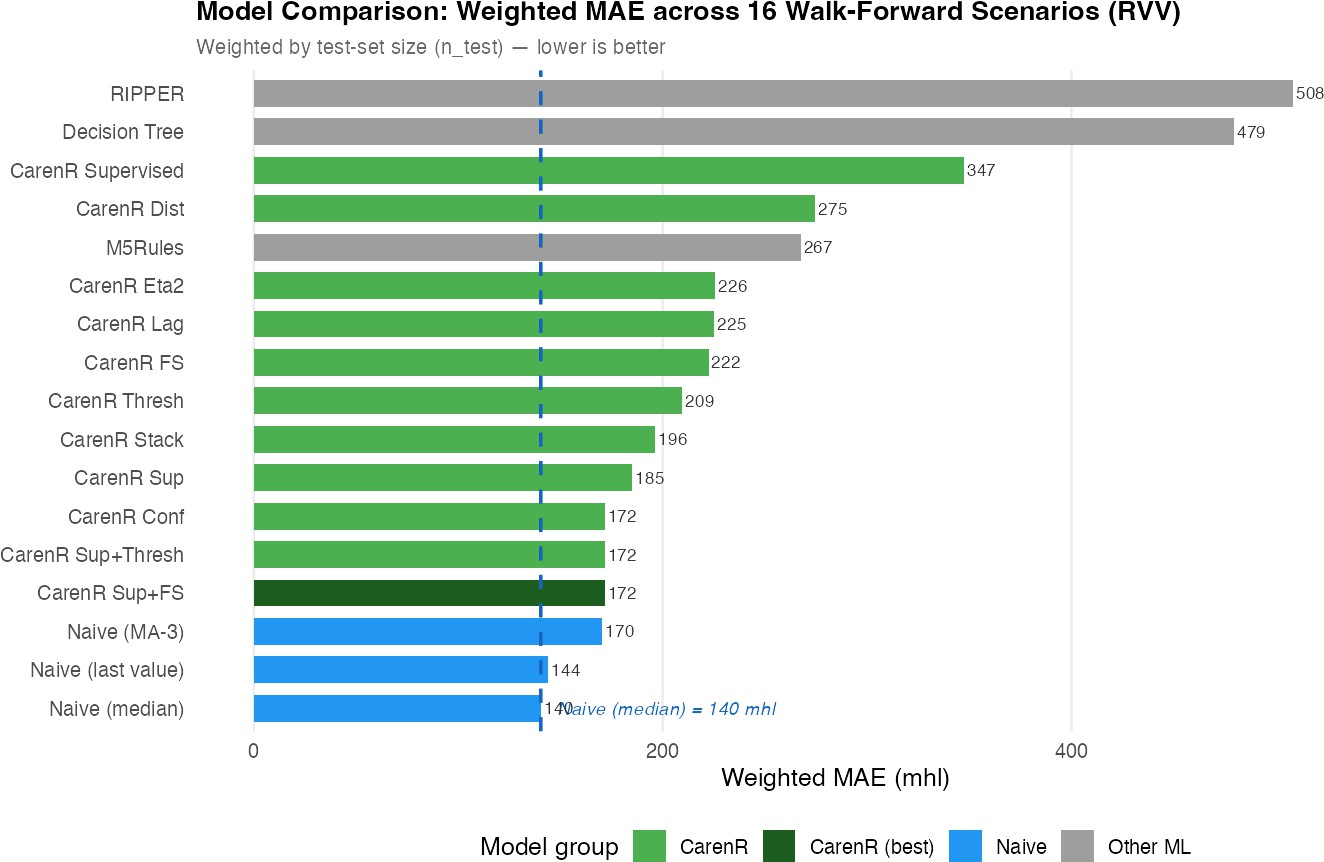 Model Comparison: Weighted MAE across 16 Walk-Forward Scenarios (RVV)
Weighted by test-set size (n_test) — lower is better
RIPPER 508
Decision Tree 479
CarenR Supervised 347
CarenR Dist 275
M5Rules 267
CarenR Eta2 226
CarenR Lag 225
CarenR FS 222
CarenR Thresh 209
CarenR Stack 196
CarenR Sup 185
CarenR Conf 172
CarenR Sup+Thresh 172
CarenR Sup+FS 172
Naive (MA-3) 170
Naive (last value) 144
Naive (median) 140 Naive (median) = 140 mhl
0 200 400
Weighted MAE (mhl)
Model group CarenR CarenR (best) Naive Other ML